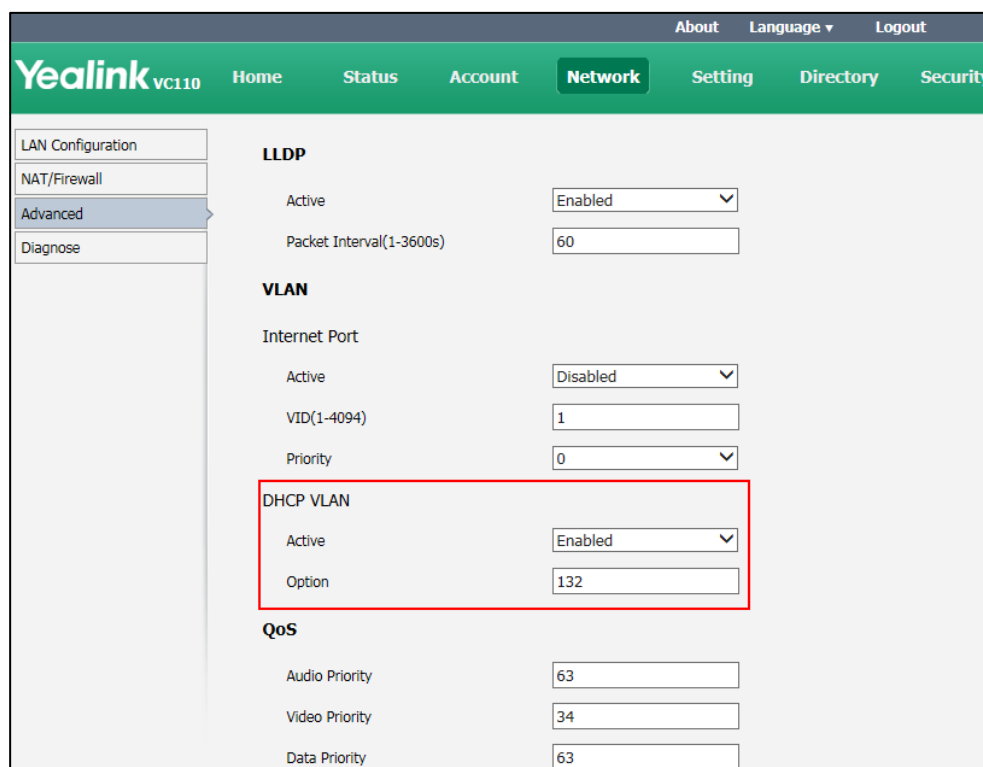 About Language ▾ Logout
Yealink VC110 Home Status Account Network Setting Directory Security
LAN Configuration
NAT/Firewall
Advanced
Diagnose
LLDP
Active Enabled
Packet Interval(1-3600s) 60
VLAN
Internet Port
Active Disabled
VID(1-4094) 1
Priority 0
DHCP VLAN
Active Enabled
Option 132
QoS
Audio Priority 63
Video Priority 34
Data Priority 63